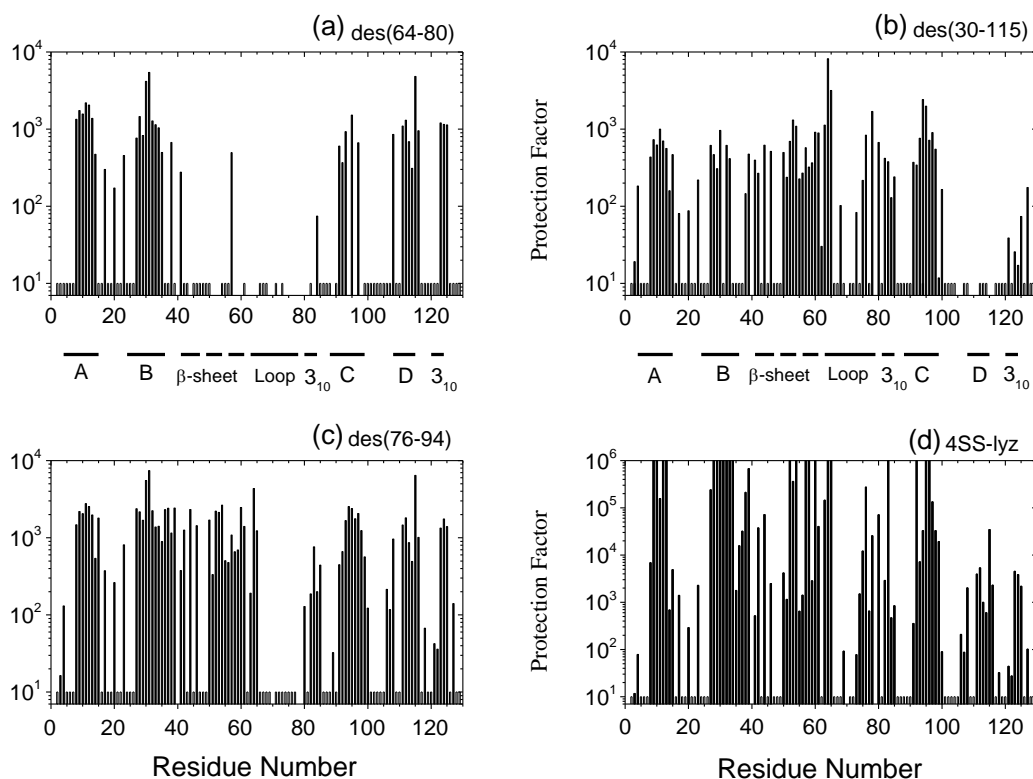 (a) des(64-80)
(b) des(30-115)
10⁴
10³
10²
10¹
0 20 40 60 80 100 120
Protection Factor
10⁴
10³
10²
10¹
0 20 40 60 80 100 120
A B β-sheet Loop 3₁₀ C D 3₁₀
A B β-sheet Loop 3₁₀ C D 3₁₀
(c) des(76-94)
(d) 4SS-lyz
10⁴
10³
10²
10¹
0 20 40 60 80 100 120
Residue Number
Protection Factor
10⁶
10⁵
10⁴
10³
10²
10¹
0 20 40 60 80 100 120
Residue Number